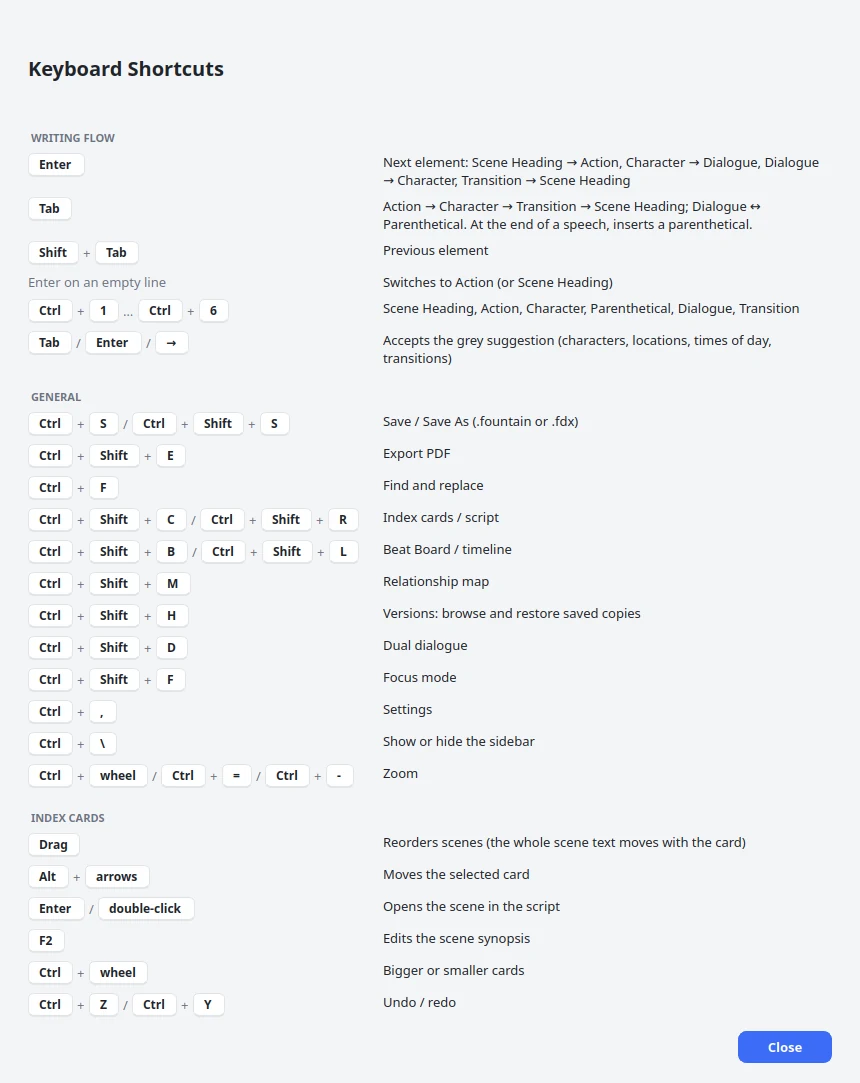 Keyboard Shortcuts
WRITING FLOW
Enter Next element: Scene Heading → Action, Character → Dialogue, Dialogue
→ Character, Transition → Scene Heading
Tab Action → Character → Transition → Scene Heading; Dialogue ↔
Parenthetical. At the end of a speech, inserts a parenthetical.
Shift + Tab Previous element
Enter on an empty line Switches to Action (or Scene Heading)
Ctrl + 1 ... Ctrl + 6 Scene Heading, Action, Character, Parenthetical, Dialogue, Transition
Tab / Enter / → Accepts the grey suggestion (characters, locations, times of day,
transitions)
GENERAL
Ctrl + S / Ctrl + Shift + S Save / Save As (.fountain or .fdx)
Ctrl + Shift + E Export PDF
Ctrl + F Find and replace
Ctrl + Shift + C / Ctrl + Shift + R Index cards / script
Ctrl + Shift + B / Ctrl + Shift + L Beat Board / timeline
Ctrl + Shift + M Relationship map
Ctrl + Shift + H Versions: browse and restore saved copies
Ctrl + Shift + D Dual dialogue
Ctrl + Shift + F Focus mode
Ctrl + , Settings
Ctrl + \ Show or hide the sidebar
Ctrl + wheel / Ctrl + = / Ctrl + - Zoom
INDEX CARDS
Drag Reorders scenes (the whole scene text moves with the card)
Alt + arrows Moves the selected card
Enter / double-click Opens the scene in the script
F2 Edits the scene synopsis
Ctrl + wheel Bigger or smaller cards
Ctrl + Z / Ctrl + Y Undo / redo
Close